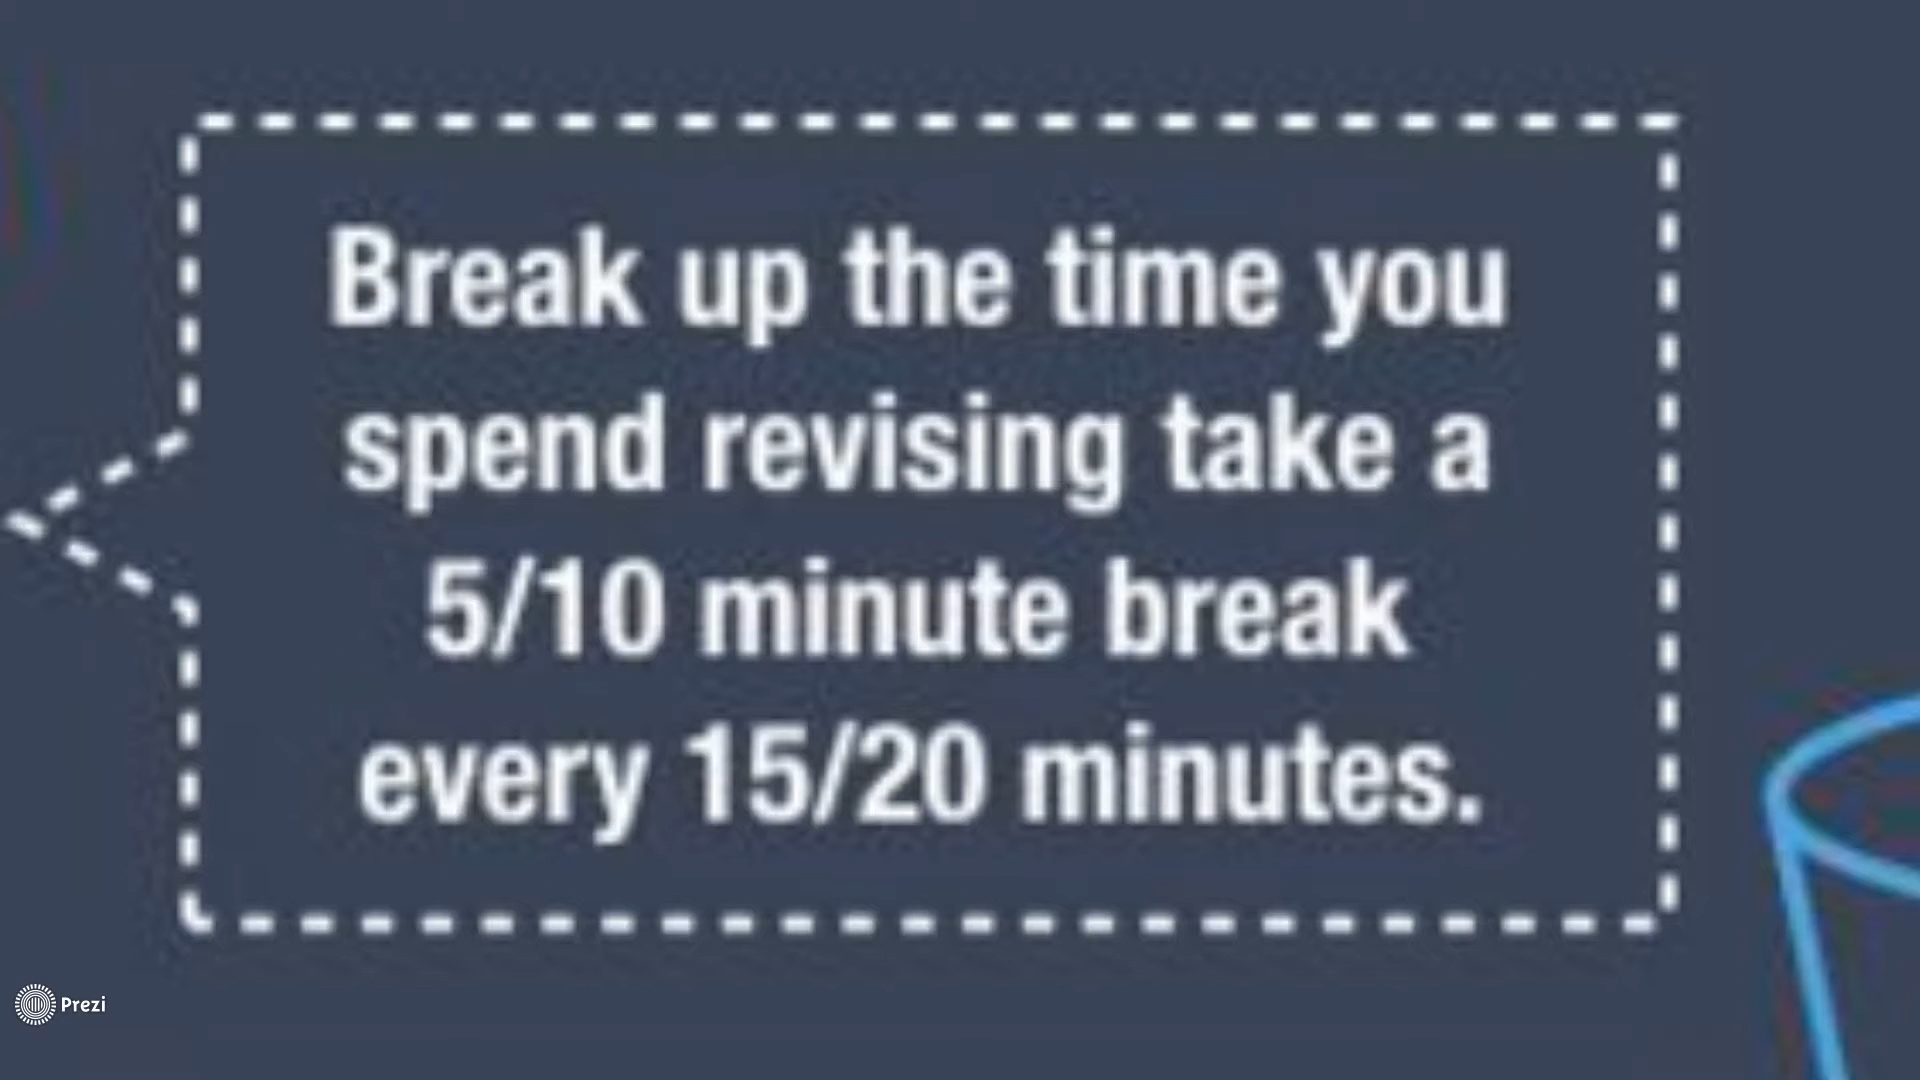 Break up the time you
spend revising take a
5/10 minute break
every 15/20 minutes.
Prezi